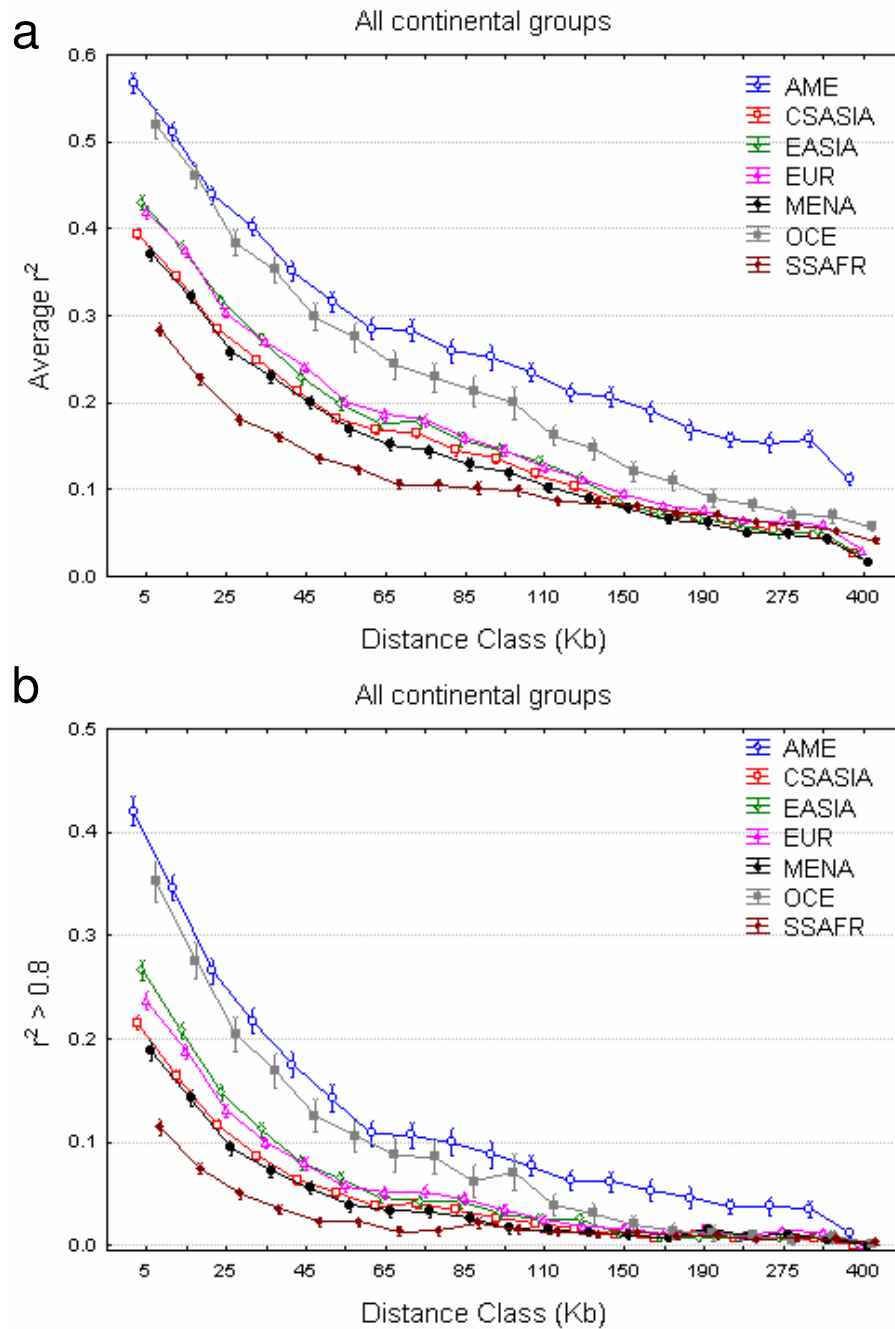 a
All continental groups
0.6
0.5
0.4
0.3
0.2
0.1
0.0
Average r²
AME
CSASIA
EASIA
EUR
MENA
OCE
SSAFR
5 25 45 65 85 110 150 190 275 400
Distance Class (Kb)
b
All continental groups
0.5
0.4
0.3
0.2
0.1
0.0
r² > 0.8
AME
CSASIA
EASIA
EUR
MENA
OCE
SSAFR
5 25 45 65 85 110 150 190 275 400
Distance Class (Kb)